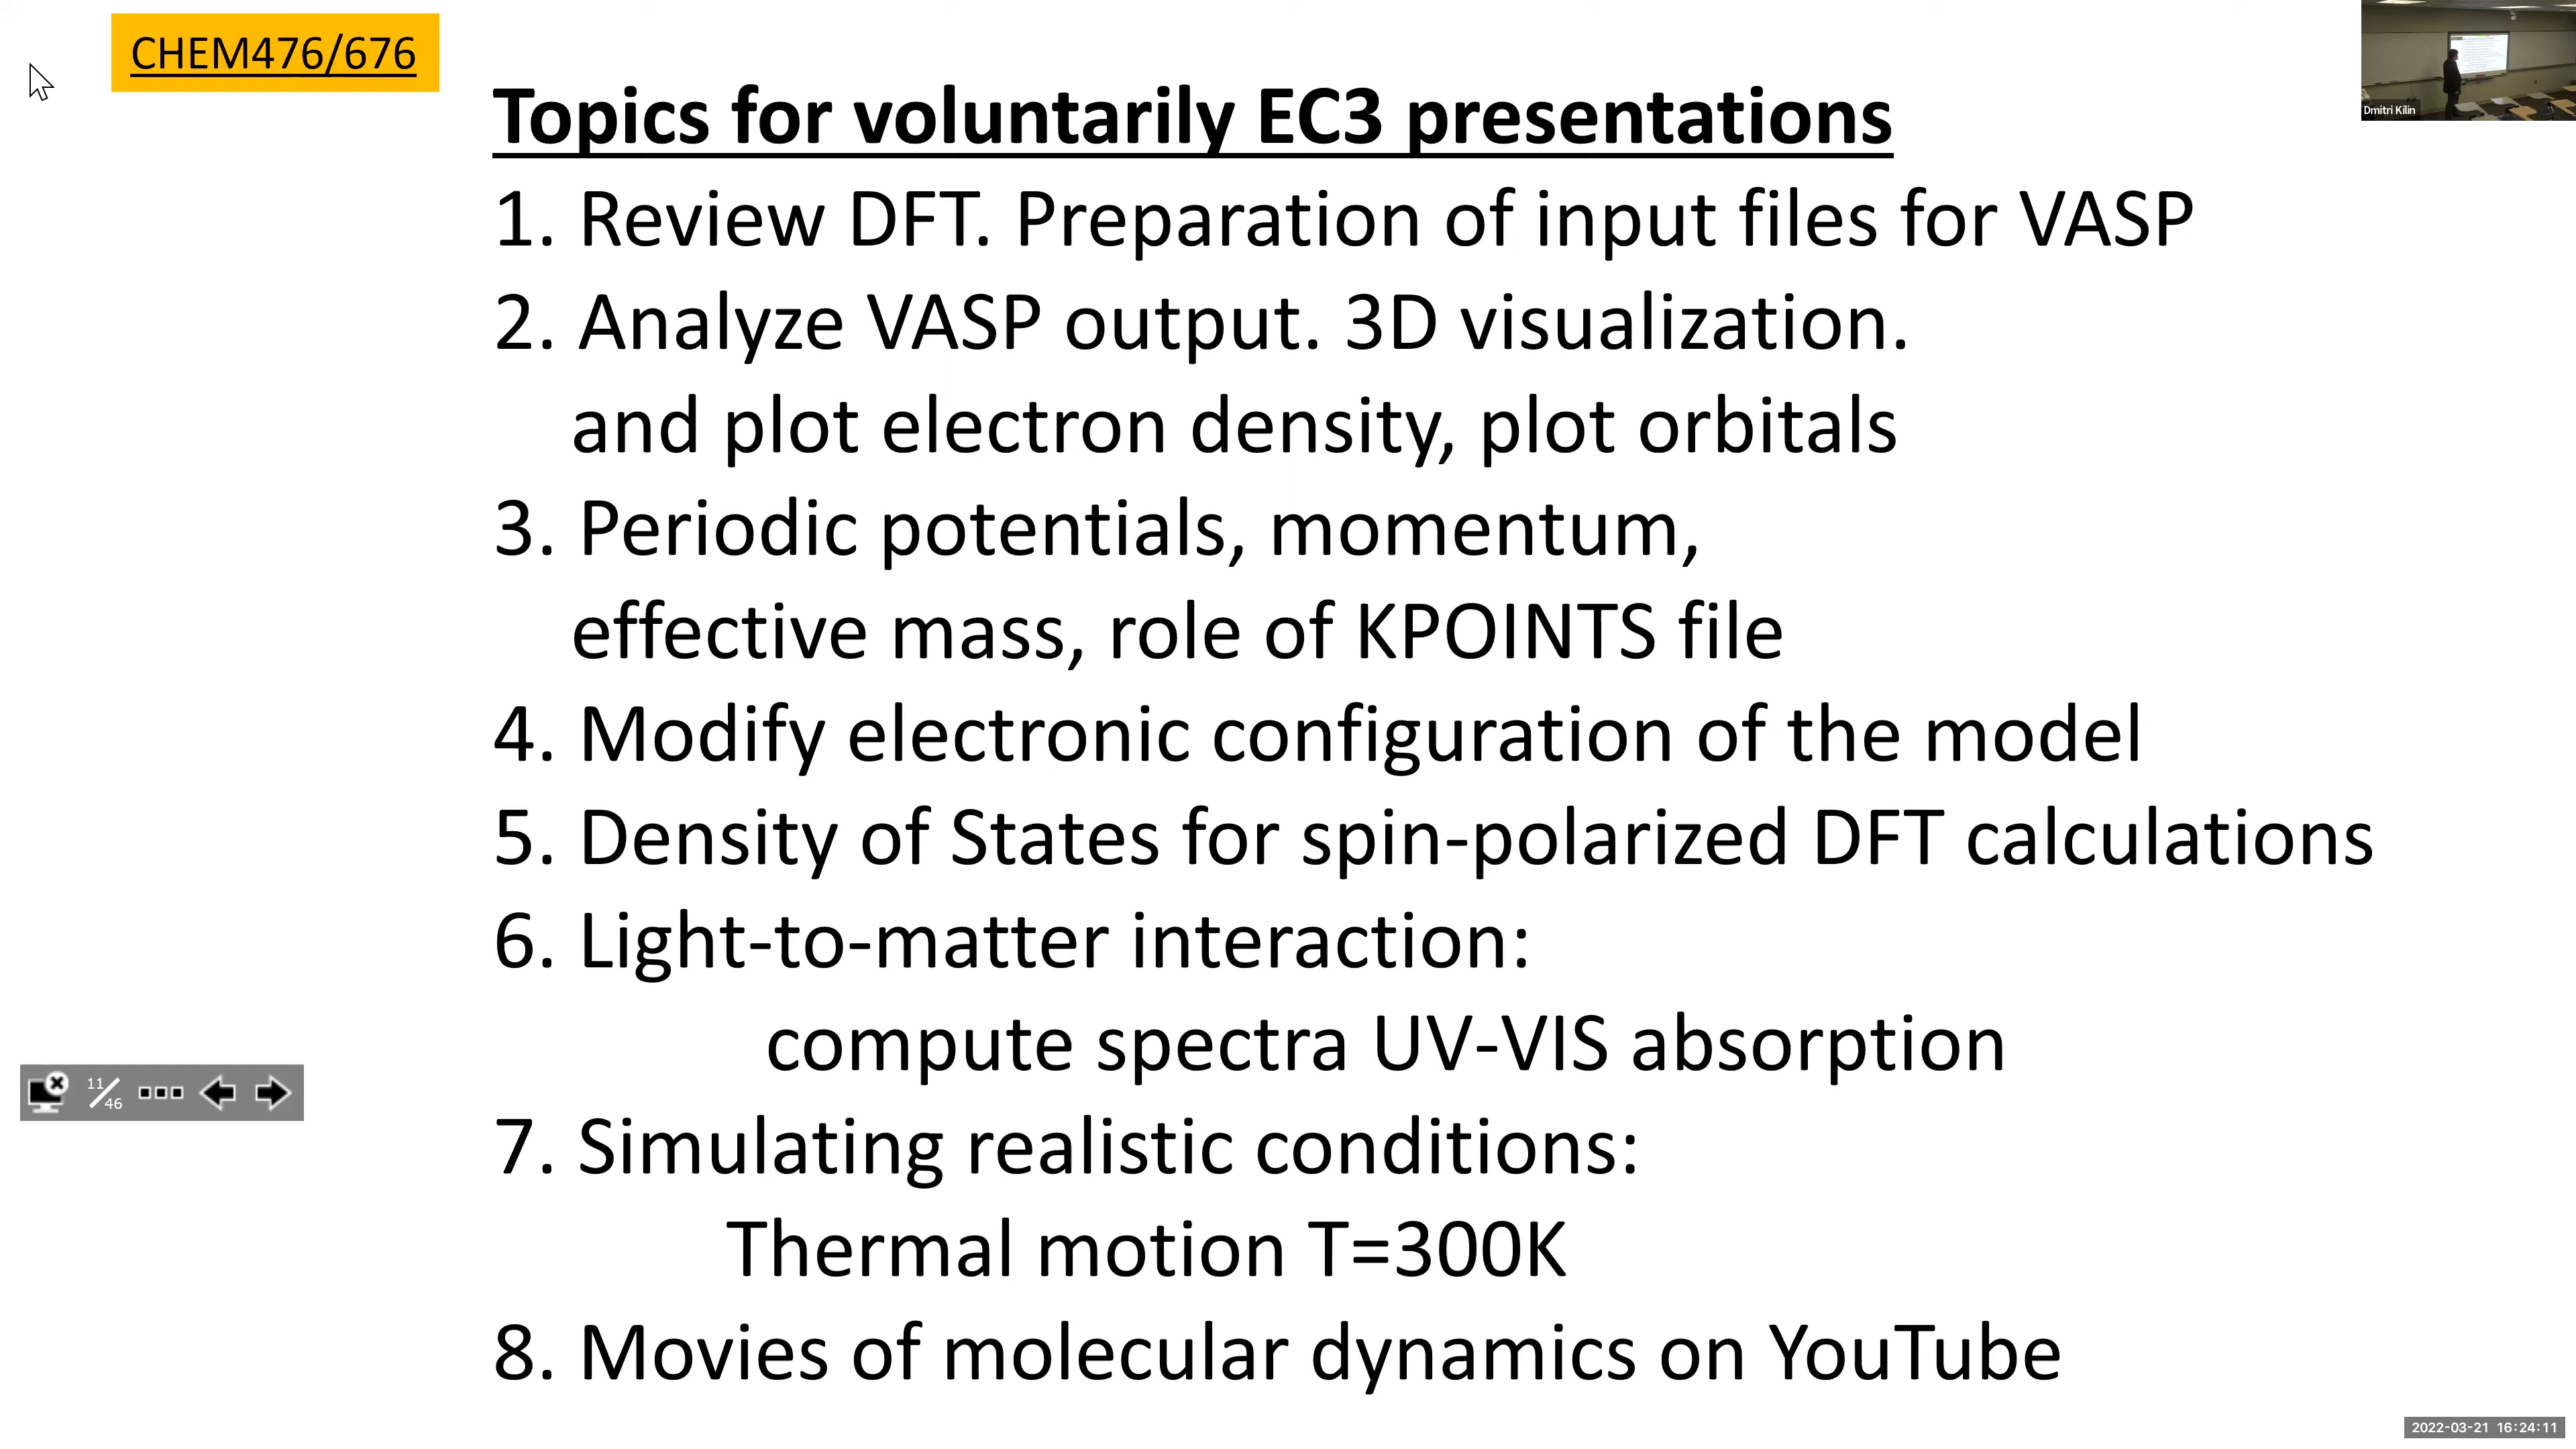 CHEM476/676
Dmitri Kilin
Topics for voluntarily EC3 presentations
1. Review DFT. Preparation of input files for VASP
2. Analyze VASP output. 3D visualization.
and plot electron density, plot orbitals
3. Periodic potentials, momentum,
effective mass, role of KPOINTS file
4. Modify electronic configuration of the model
5. Density of States for spin-polarized DFT calculations
6. Light-to-matter interaction:
compute spectra UV-VIS absorption
11/46
7. Simulating realistic conditions:
Thermal motion T=300K
8. Movies of molecular dynamics on YouTube
2022-03-21 16:24:11